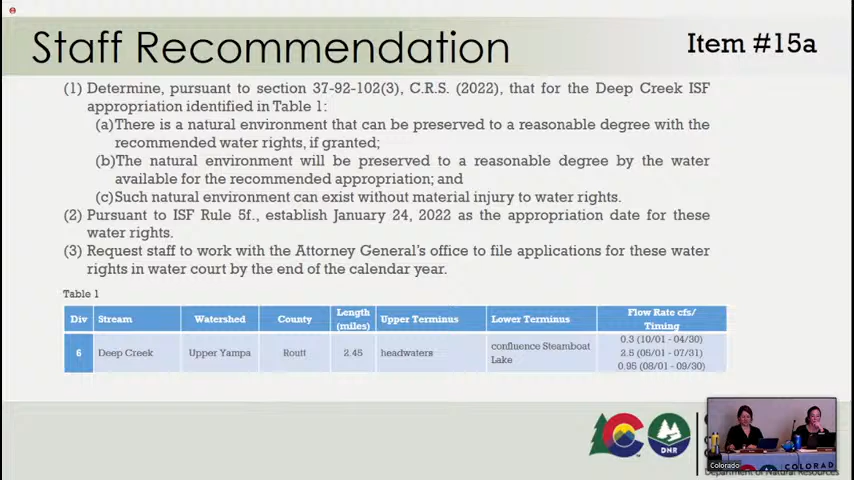 Staff Recommendation
Item #15a
(1) Determine, pursuant to section 37-92-102(3), C.R.S. (2022), that for the Deep Creek ISF
appropriation identified in Table 1:
(a)There is a natural environment that can be preserved to a reasonable degree with the
recommended water rights, if granted;
(b)The natural environment will be preserved to a reasonable degree by the water
available for the recommended appropriation; and
(c)Such natural environment can exist without material injury to water rights.
(2) Pursuant to ISF Rule 5f., establish January 24, 2022 as the appropriation date for these
water rights.
(3) Request staff to work with the Attorney General's office to file applications for these water
rights in water court by the end of the calendar year.
Table 1
Div Stream Watershed County Length (miles) Upper Terminus Lower Terminus Flow Rate cfs/ Timing
6 Deep Creek Upper Yampa Routt 2.45 headwaters confluence Steamboat Lake 0.3 (10/01 - 04/30)
2.5 (05/01 - 07/31)
0.95 (08/01 - 09/30)
DNR
Colorado
COLORAD
Department of Natural Resources